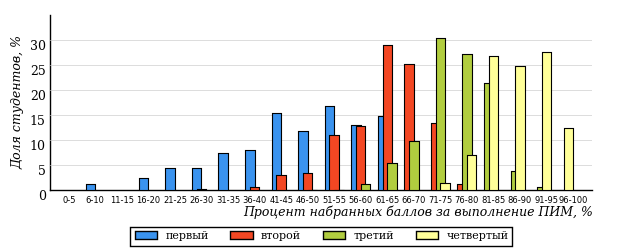 Доля студентов, %
30
25
20
15
10
5
0
0-5 6-10 11-15 16-20 21-25 26-30 31-35 36-40 41-45 46-50 51-55 56-60 61-65 66-70 71-75 76-80 81-85 86-90 91-95 96-100
Процент набранных баллов за выполнение ПИМ, %
первый второй третий четвертый